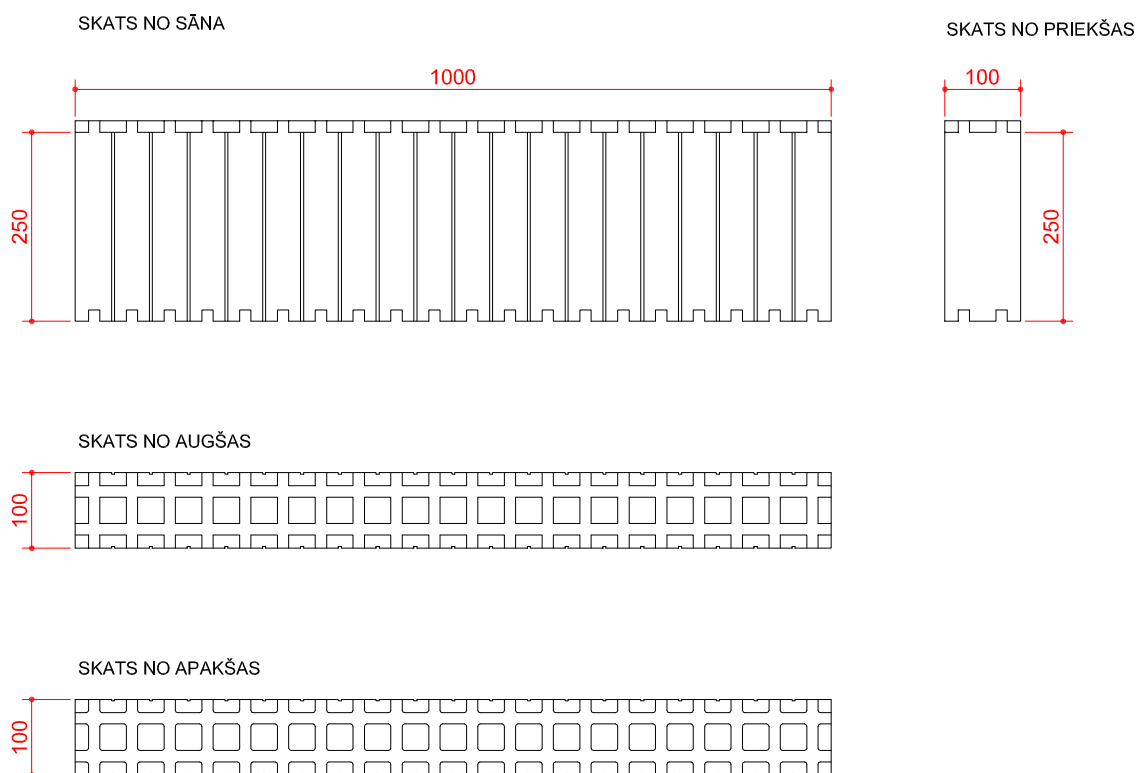 SKATS NO SĀNA
SKATS NO PRIEKŠAS
1000
100
250
250
SKATS NO AUGŠAS
100
SKATS NO APAKŠAS
100